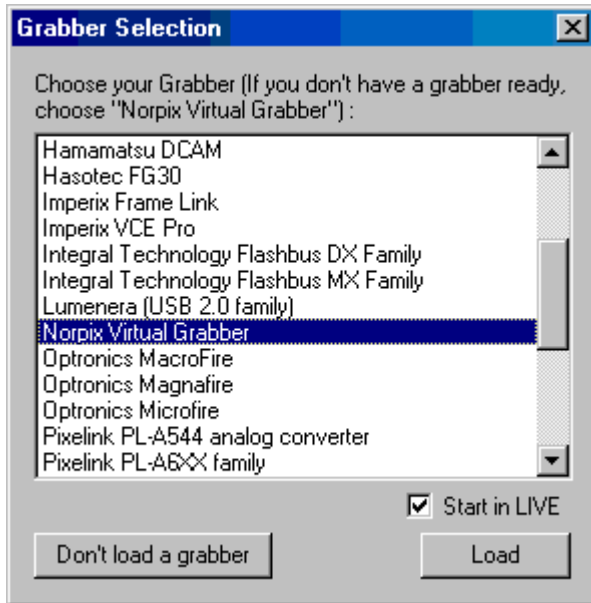 Grabber Selection
Choose your Grabber (If you don't have a grabber ready,
choose "Norpix Virtual Grabber") :
Hamamatsu DCAM
Hasotec FG30
Imperix Frame Link
Imperix VCE Pro
Integral Technology Flashbus DX Family
Integral Technology Flashbus MX Family
Lumenera (USB 2.0 family)
Norpix Virtual Grabber
Optronics MacroFire
Optronics Magnafire
Optronics Microfire
Pixelink PL-A544 analog converter
Pixelink PL-A6XX family
Start in LIVE
Don't load a grabber
Load